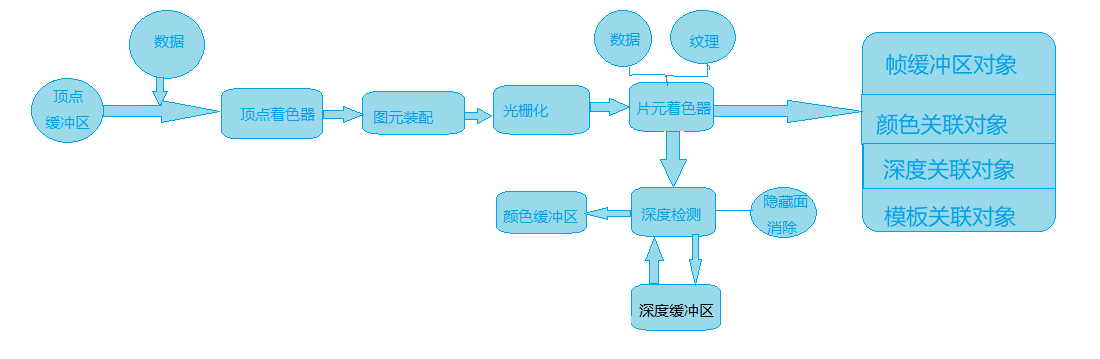 数据
顶点
缓冲区
顶点着色器
图元装配
光栅化
数据
纹理
片元着色器
帧缓冲区对象
颜色关联对象
深度关联对象
模板关联对象
颜色缓冲区
深度检测
隐藏面
消除
深度缓冲区